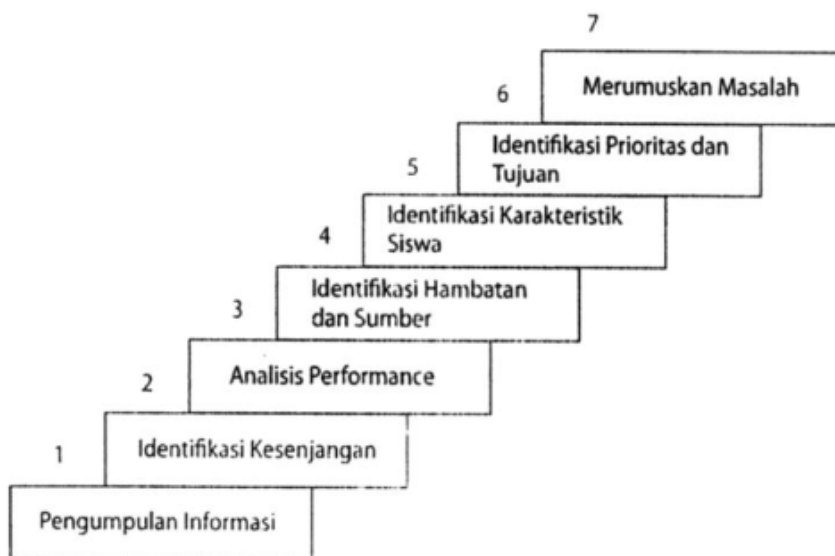 7
Merumuskan Masalah
6
Identifikasi Prioritas dan
Tujuan
5
Identifikasi Karakteristik
Siswa
4
Identifikasi Hambatan
dan Sumber
3
Analisis Performance
2
Identifikasi Kesenjangan
1
Pengumpulan Informasi